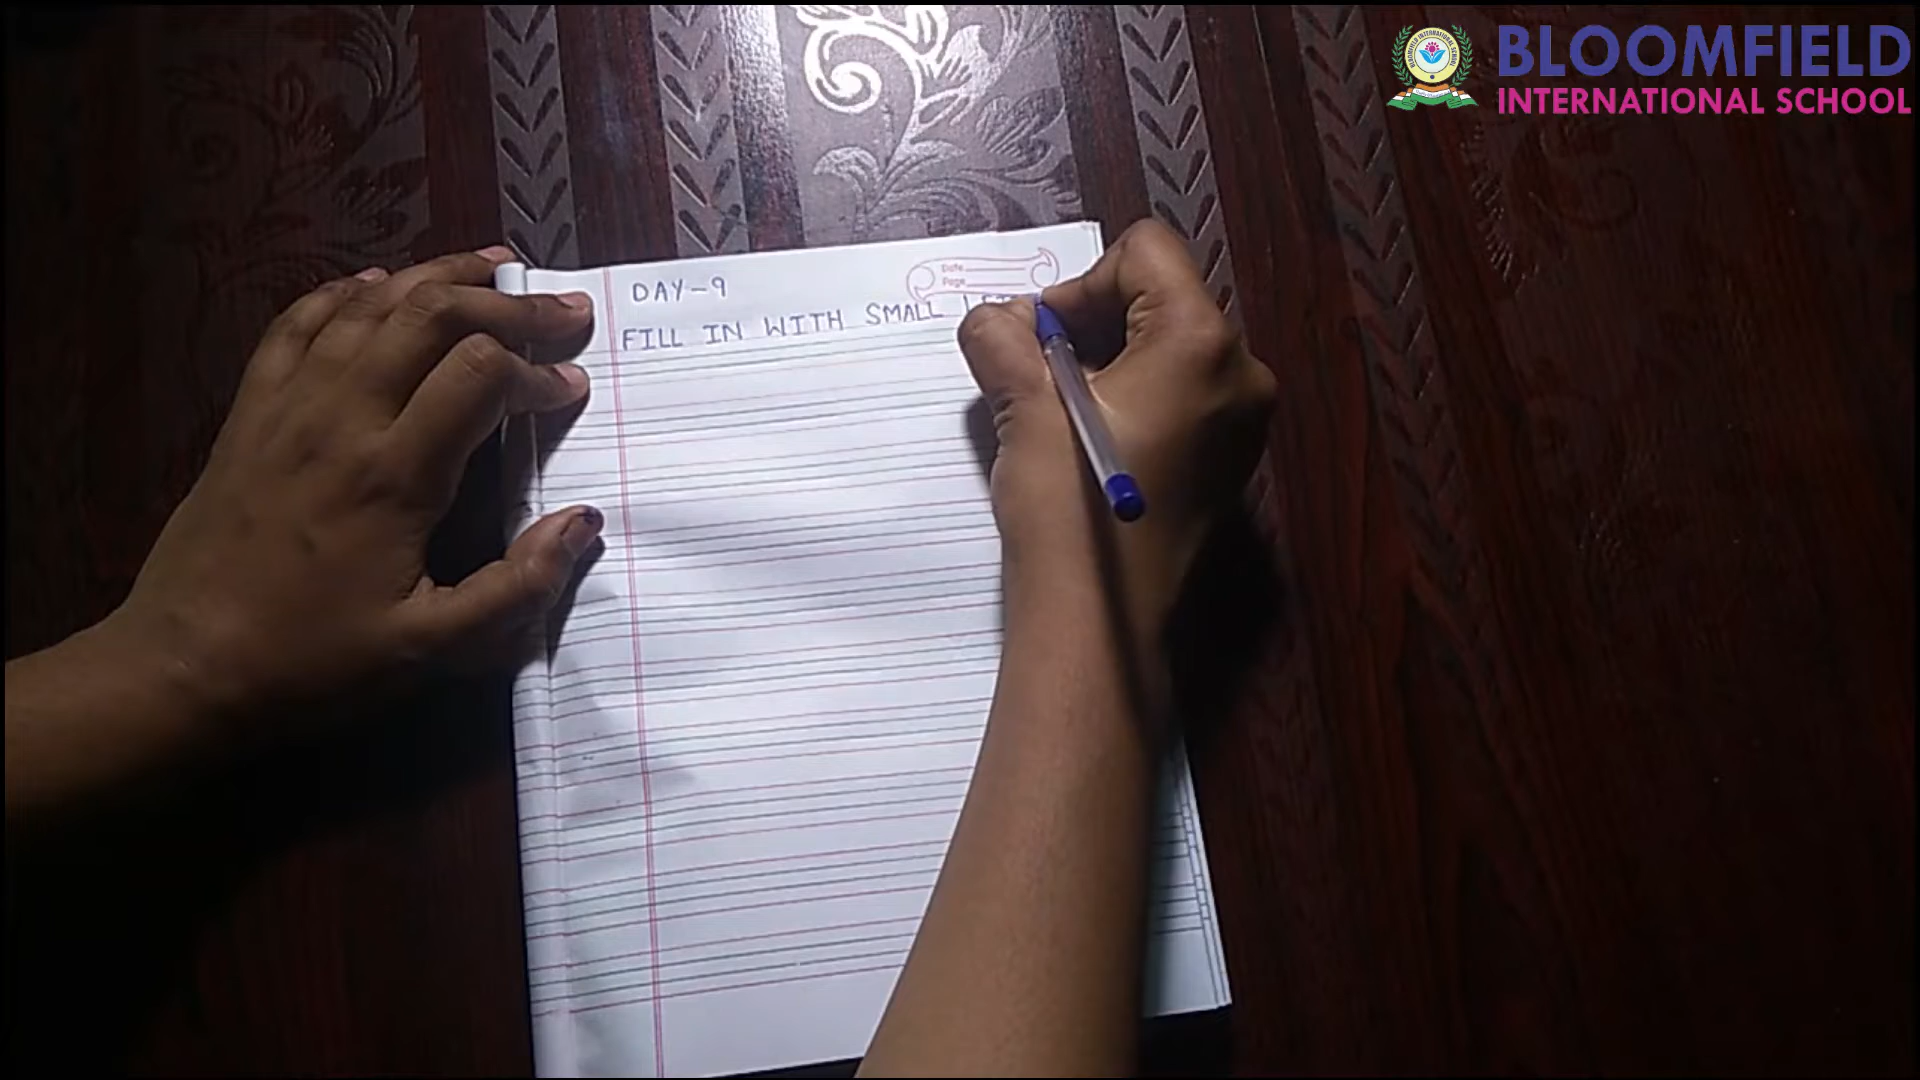 BLOOMFIELD
INTERNATIONAL SCHOOL
Date
Page
DAY-9
FILL IN WITH SMALL